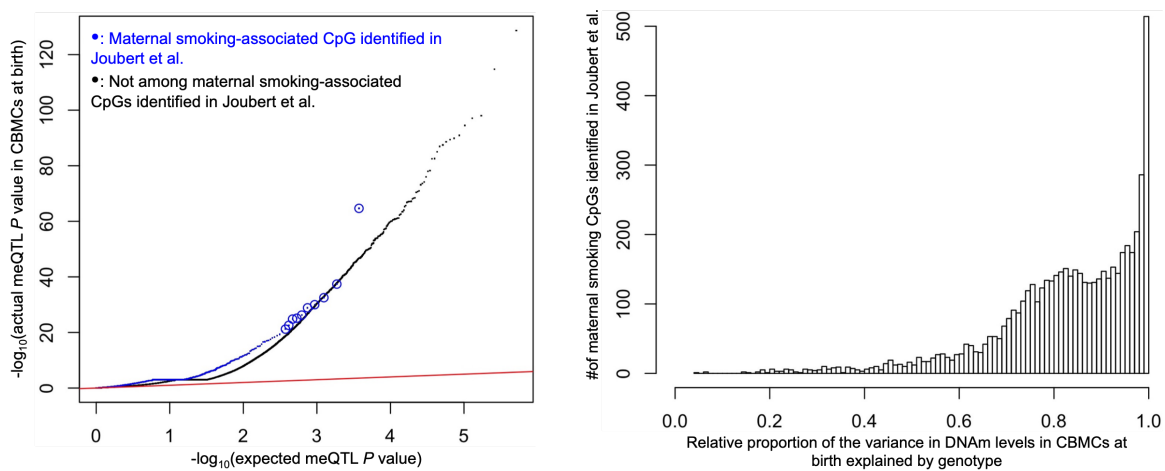 •: Maternal smoking-associated CpG identified in
Joubert et al.
•: Not among maternal smoking-associated
CpGs identified in Joubert et al.
-log10(actual meQTL P value in CBMCs at birth)
0
20
40
60
80
100
120
0 1 2 3 4 5
-log10(expected meQTL P value)
#of maternal smoking CpGs identified in Joubert et al.
0
100
200
300
400
500
0.0 0.2 0.4 0.6 0.8 1.0
Relative proportion of the variance in DNAm levels in CBMCs at
birth explained by genotype